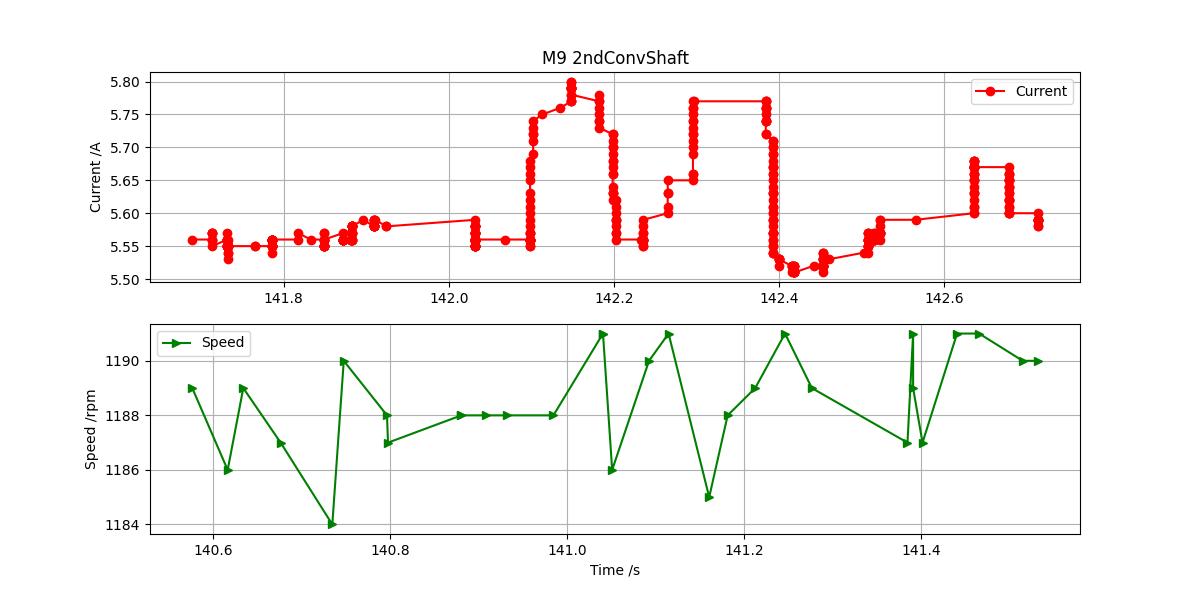 M9 2ndConvShaft
5.80
5.75
5.70
5.65
5.60
5.55
5.50
Current /A
Current
141.8 142.0 142.2 142.4 142.6
Speed
1190
1188
1186
1184
Speed /rpm
140.6 140.8 141.0 141.2 141.4
Time /s